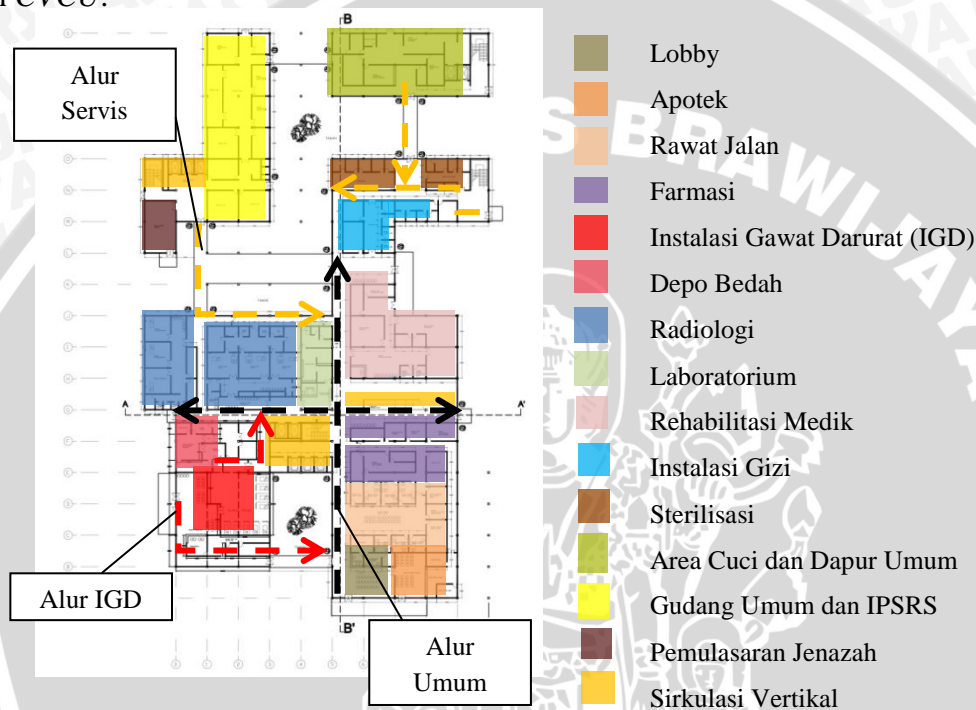 B
Alur
Servis
Alur IGD
Alur
Umum
A
A'
B'
Lobby
Apotek
Rawat Jalan
Farmasi
Instalasi Gawat Darurat (IGD)
Depo Bedah
Radiologi
Laboratorium
Rehabilitasi Medik
Instalasi Gizi
Sterilisasi
Area Cuci dan Dapur Umum
Gudang Umum dan IPSRS
Pemulasaran Jenazah
Sirkulasi Vertikal
S BRAWIJAYA